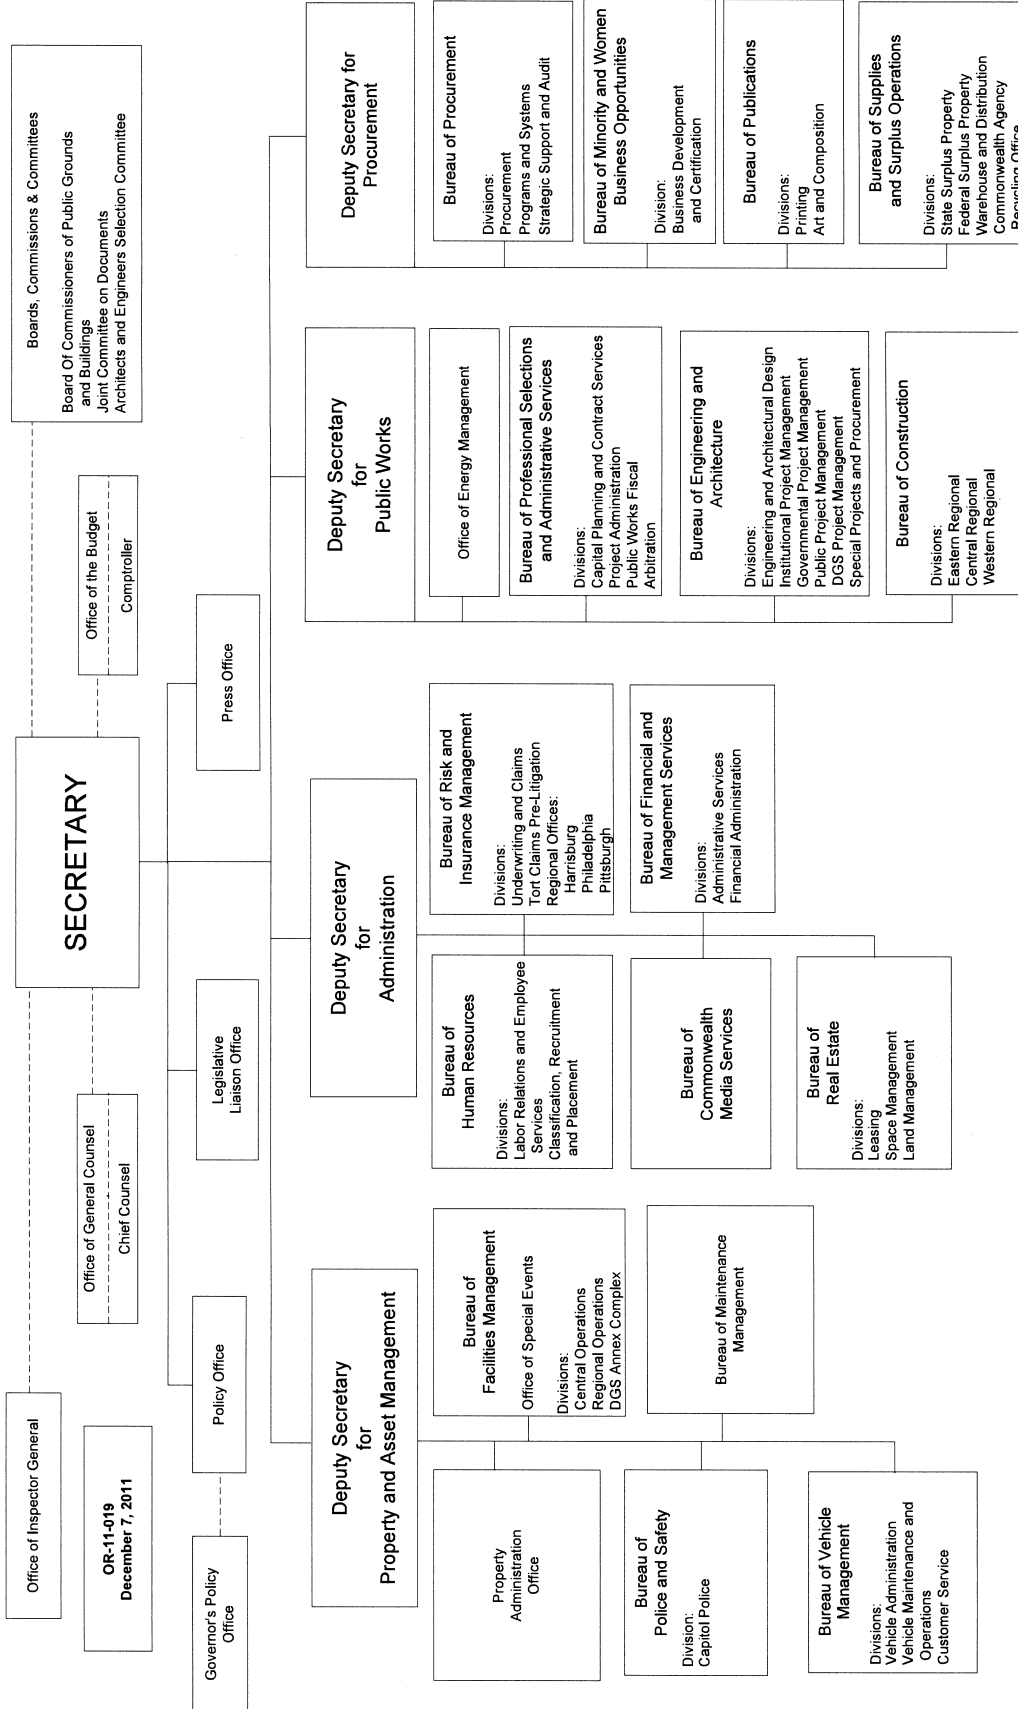 Office of Inspector General
OR-11-019
December 7, 2011
SECRETARY
Boards, Commissions & Committees
Board Of Commissioners of Public Grounds
and Buildings
Joint Committee on Documents
Architects and Engineers Selection Committee
Office of General Counsel
Chief Counsel
Office of the Budget
Comptroller
Governor's Policy
Office
Policy Office
Legislative
Liaison Office
Press Office
Deputy Secretary
for
Property and Asset Management
Property
Administration
Office
Bureau of
Facilities Management
Office of Special Events
Divisions:
Central Operations
Regional Operations
DGS Annex Complex
Bureau of
Police and Safety
Division:
Capitol Police
Bureau of Maintenance
Management
Bureau of Vehicle
Management
Divisions:
Vehicle Administration
Vehicle Maintenance and
Operations
Customer Service
Deputy Secretary
for
Administration
Bureau of
Human Resources
Divisions:
Labor Relations and Employee
Services
Classification, Recruitment
and Placement
Bureau of Risk and
Insurance Management
Divisions:
Underwriting and Claims
Tort Claims Pre-Litigation
Regional Offices:
Harrisburg
Philadelphia
Pittsburgh
Bureau of
Commonwealth
Media Services
Bureau of Financial and
Management Services
Divisions:
Administrative Services
Financial Administration
Bureau of
Real Estate
Divisions:
Leasing
Space Management
Land Management
Deputy Secretary
for
Public Works
Office of Energy Management
Bureau of Professional Selections
and Administrative Services
Divisions:
Capital Planning and Contract Services
Project Administration
Public Works Fiscal
Arbitration
Bureau of Engineering and
Architecture
Divisions:
Engineering and Architectural Design
Institutional Project Management
Governmental Project Management
Public Project Management
DGS Project Management
Special Projects and Procurement
Bureau of Construction
Divisions:
Eastern Regional
Central Regional
Western Regional
Deputy Secretary for
Procurement
Bureau of Procurement
Divisions:
Procurement
Programs and Systems
Strategic Support and Audit
Bureau of Minority and Women
Business Opportunities
Division:
Business Development
and Certification
Bureau of Publications
Divisions:
Printing
Art and Composition
Bureau of Supplies
and Surplus Operations
Divisions:
State Surplus Property
Federal Surplus Property
Warehouse and Distribution
Commonwealth Agency
Recycling Office